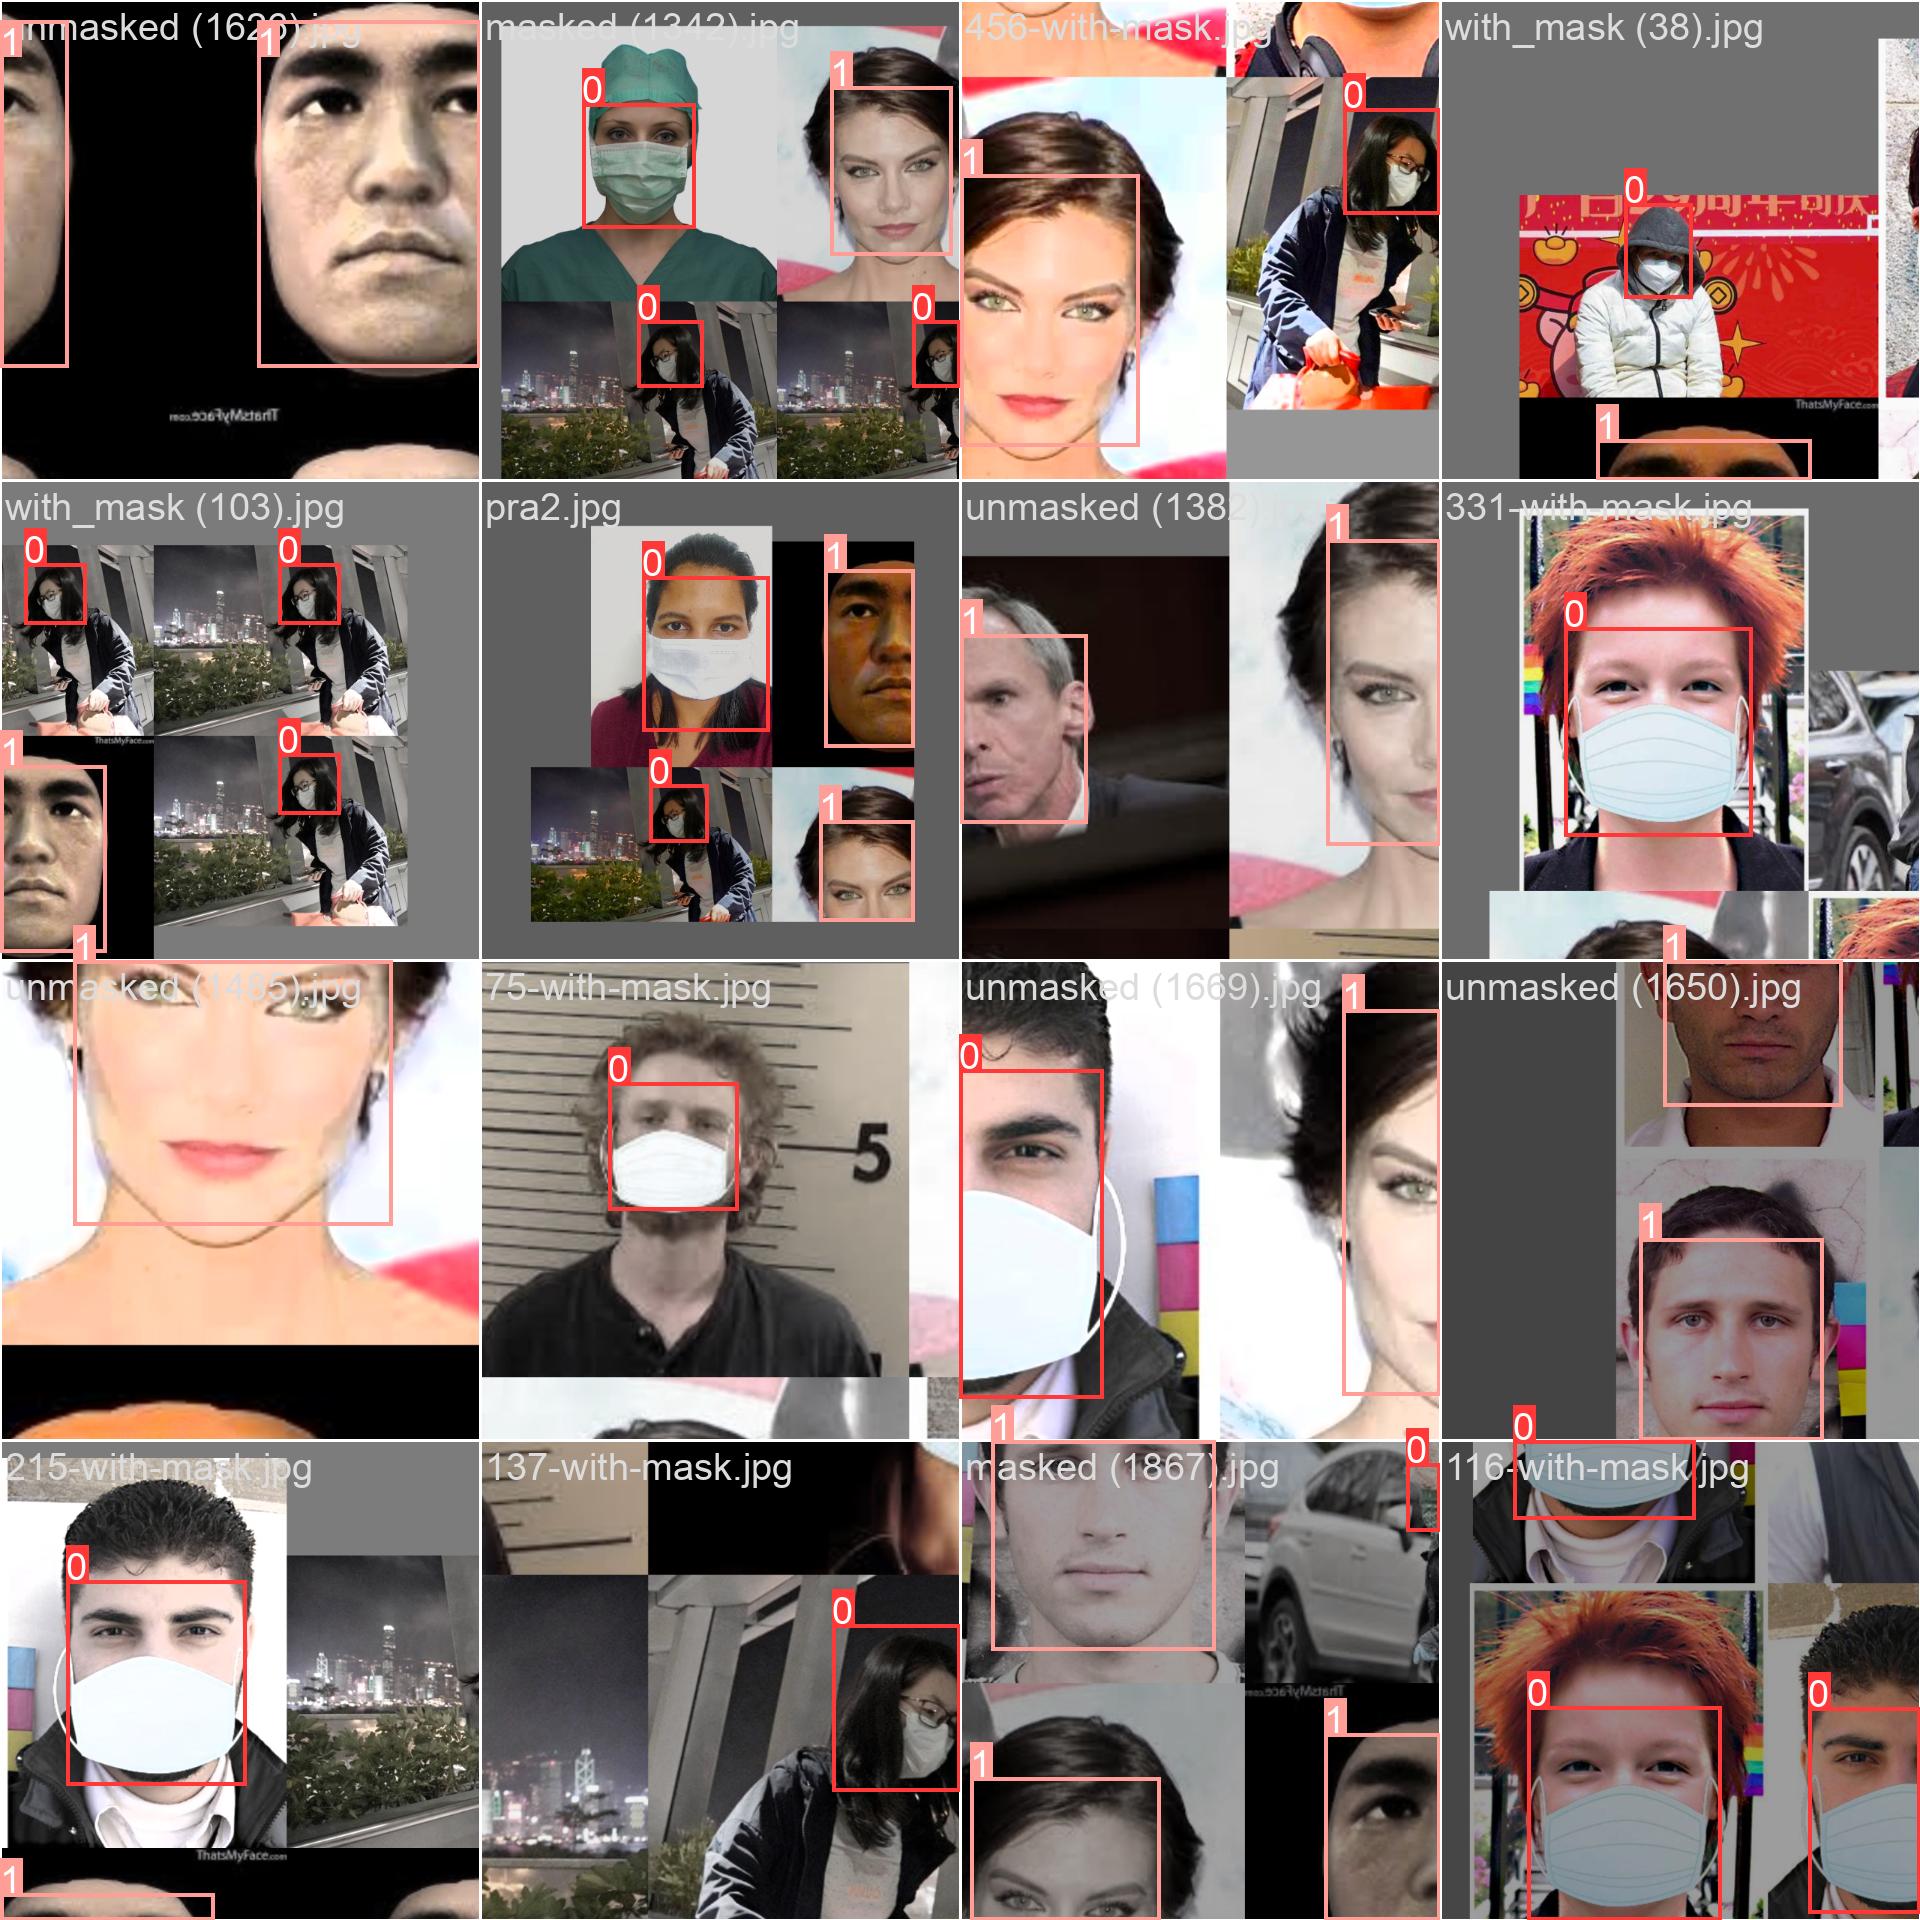 unmasked (1623).jpg
masked (1342).jpg
456-with-mask.jpg
with_mask (38).jpg
1
1
0
1
0
1
0
0
0
0
1
ThatsMyFace.com
ThatsMyFace.com
with_mask (103).jpg
pra2.jpg
unmasked (1382
331-with-mask.jpg
0
0
0
1
1
1
0
0
1
0
1
ThatsMyFace.com
1
1
unmasked (1485).jpg
75-with-mask.jpg
unmasked (1669).jpg
unmasked (1650).jpg
0
5
0
1
1
215-with-mask.jpg
137-with-mask.jpg
masked (1867).jpg
116-with-mask.jpg
0
0
1
0
0
1
1
0
0
ThatsMyFace.com
ThatsMyFace.com
1